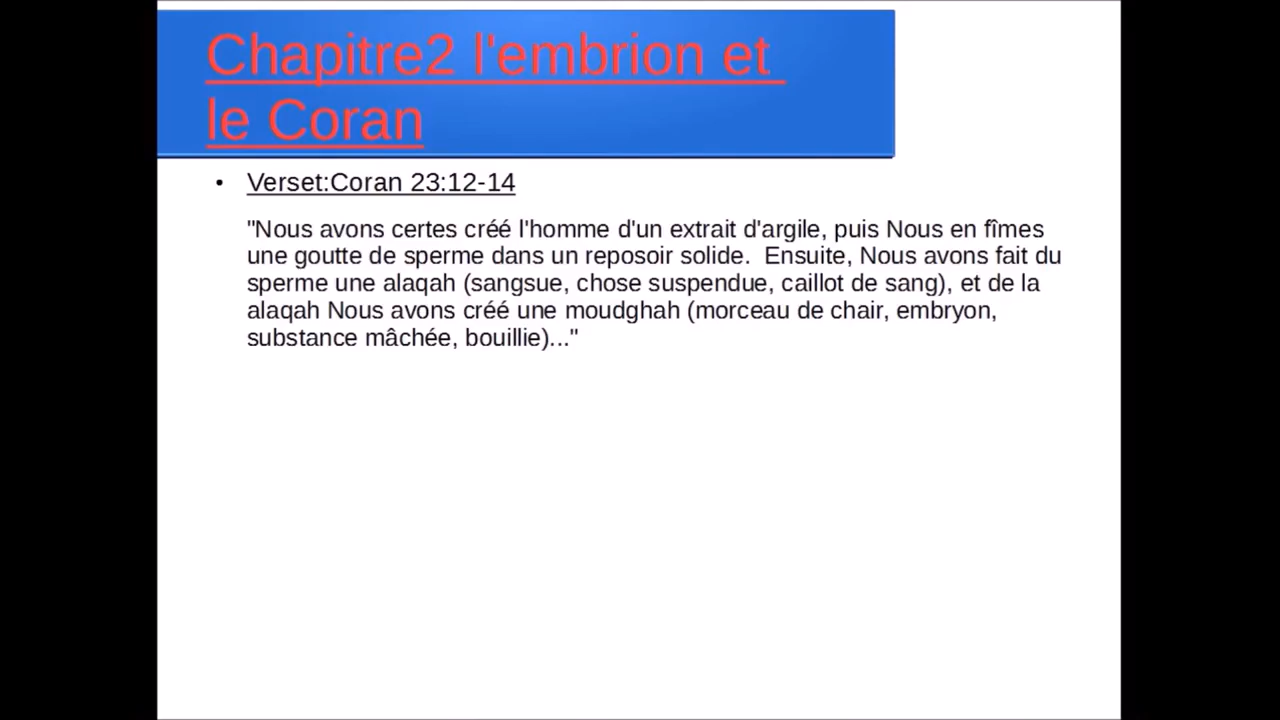 Chapitre2 l'embrion et
le Coran
• Verset:Coran 23:12-14
"Nous avons certes créé l'homme d'un extrait d'argile, puis Nous en fîmes
une goutte de sperme dans un reposoir solide.  Ensuite, Nous avons fait du
sperme une alaqah (sangsue, chose suspendue, caillot de sang), et de la
alaqah Nous avons créé une moudghah (morceau de chair, embryon,
substance mâchée, bouillie)..."